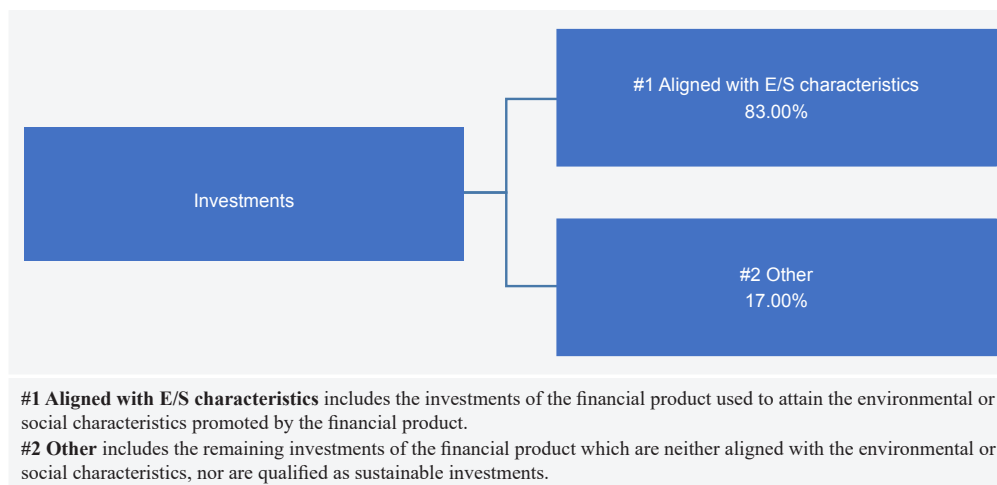 #1 Aligned with E/S characteristics
83.00%
Investments
#2 Other
17.00%
#1 Aligned with E/S characteristics includes the investments of the financial product used to attain the environmental or
social characteristics promoted by the financial product.
#2 Other includes the remaining investments of the financial product which are neither aligned with the environmental or
social characteristics, nor are qualified as sustainable investments.